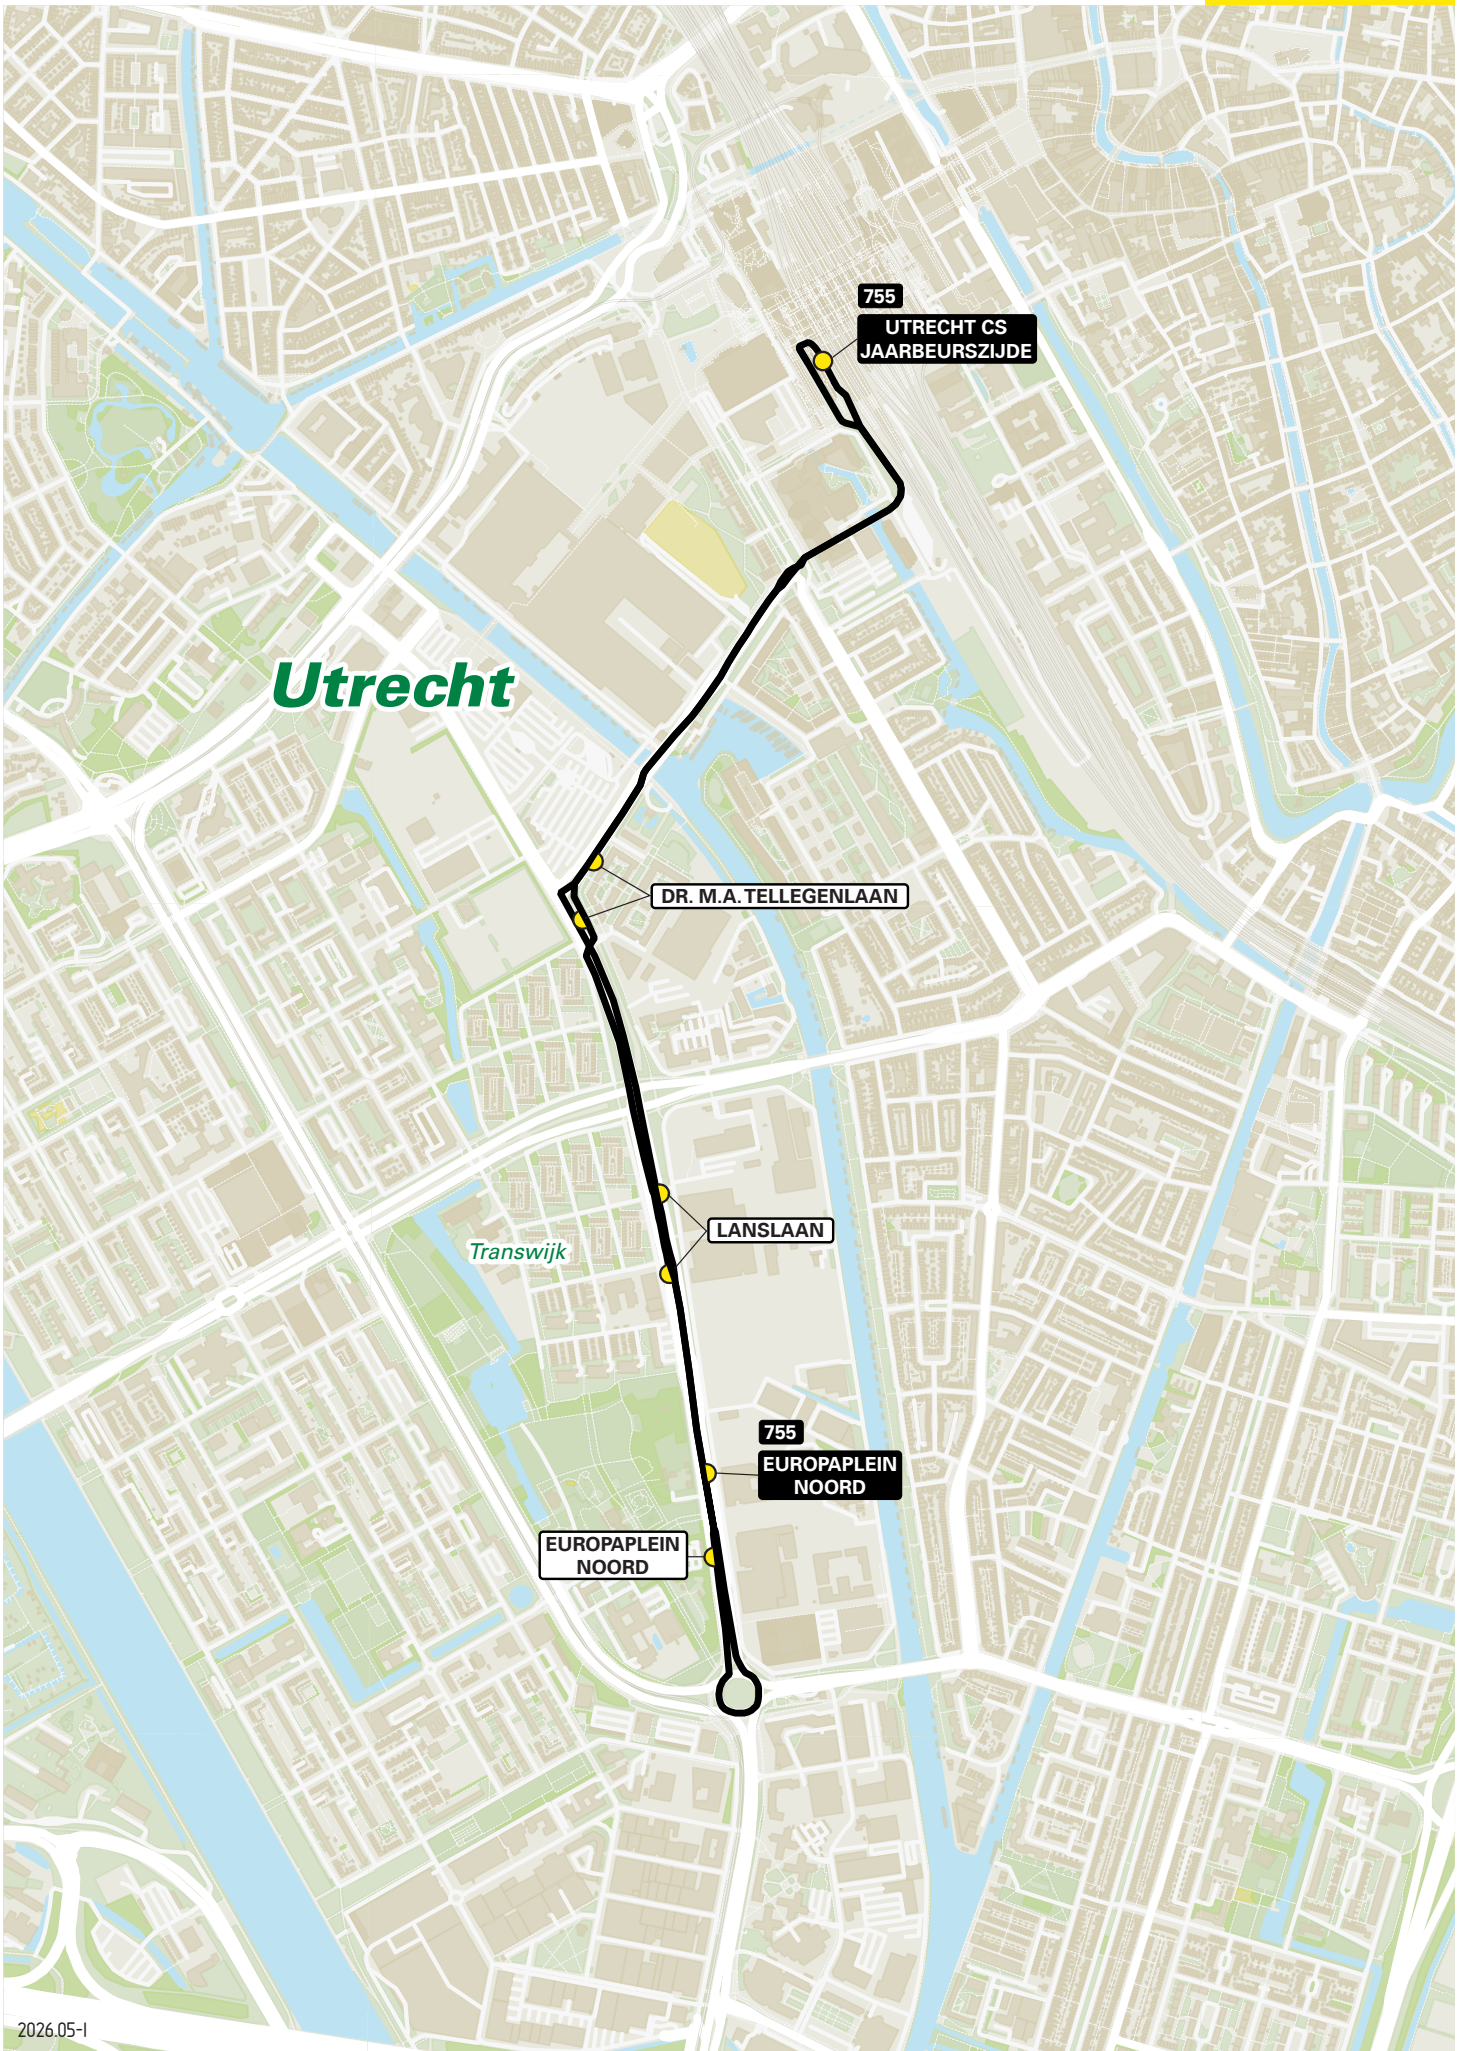 755
UTRECHT CS
JAARBEURSZIJDE
Utrecht
DR. M.A. TELLEGENLAAN
LANSLAAN
Transwijk
755
EUROPAPLEIN
NOORD
EUROPAPLEIN
NOORD
2026.05-I